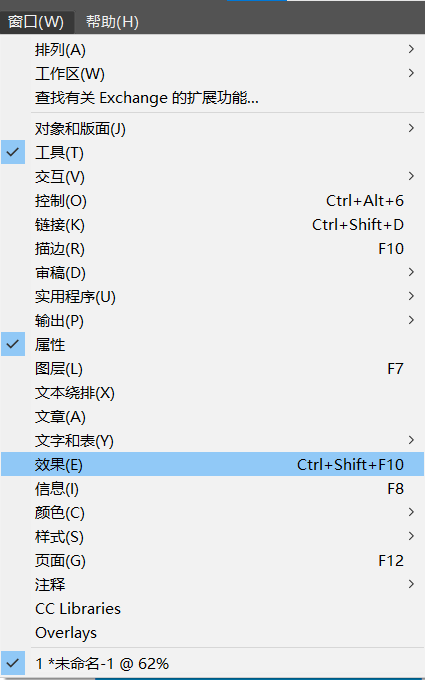 窗口(W) 帮助(H)
排列(A)
工作区(W)
查找有关 Exchange 的扩展功能...
对象和版面(J)
工具(T)
交互(V)
控制(O) Ctrl+Alt+6
链接(K) Ctrl+Shift+D
描边(R) F10
审稿(D)
实用程序(U)
输出(P)
属性
图层(L) F7
文本绕排(X)
文章(A)
文字和表(Y)
效果(E) Ctrl+Shift+F10
信息(I) F8
颜色(C)
样式(S)
页面(G) F12
注释
CC Libraries
Overlays
1 *未命名-1 @ 62%